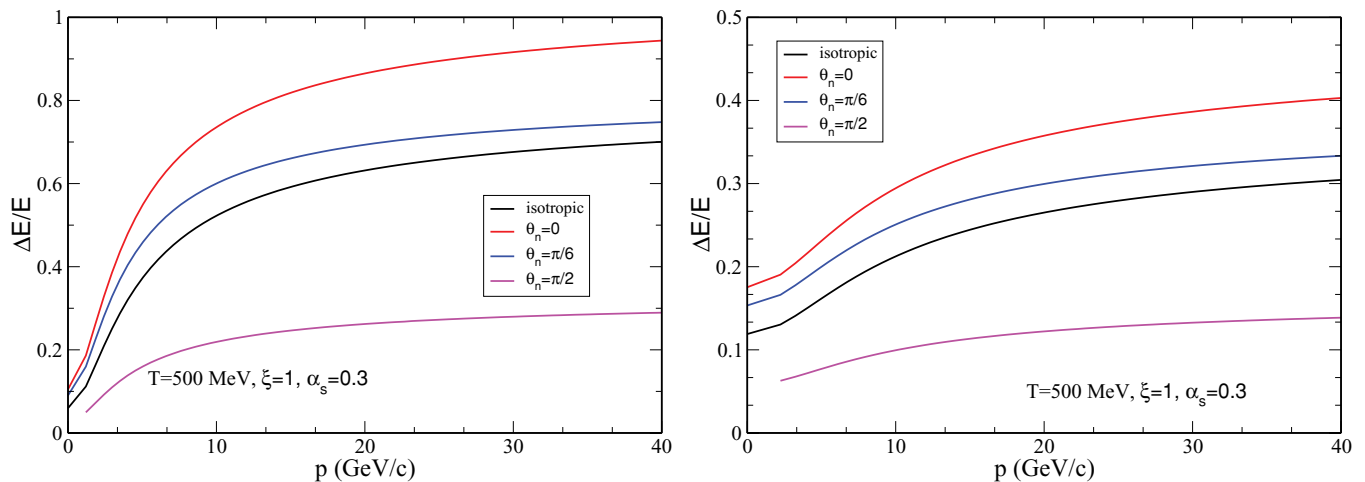 1
0.8
0.6
0.4
0.2
0
ΔE/E
isotropic
θn=0
θn=π/6
θn=π/2
T=500 MeV, ξ=1, αs=0.3
0 10 20 30 40
p (GeV/c)
0.5
0.4
0.3
0.2
0.1
0
ΔE/E
isotropic
θn=0
θn=π/6
θn=π/2
T=500 MeV, ξ=1, αs=0.3
0 10 20 30 40
p (GeV/c)